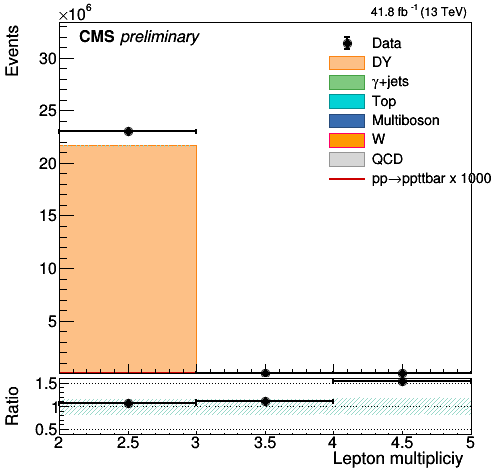 ×10⁶
41.8 fb ⁻¹ (13 TeV)
CMS preliminary
Events
30
25
20
15
10
5
Data
DY
γ+jets
Top
Multiboson
W
QCD
pp→ppttbar x 1000
Ratio
1.5
1
0.5
2 2.5 3 3.5 4 4.5 5
Lepton multipliciy